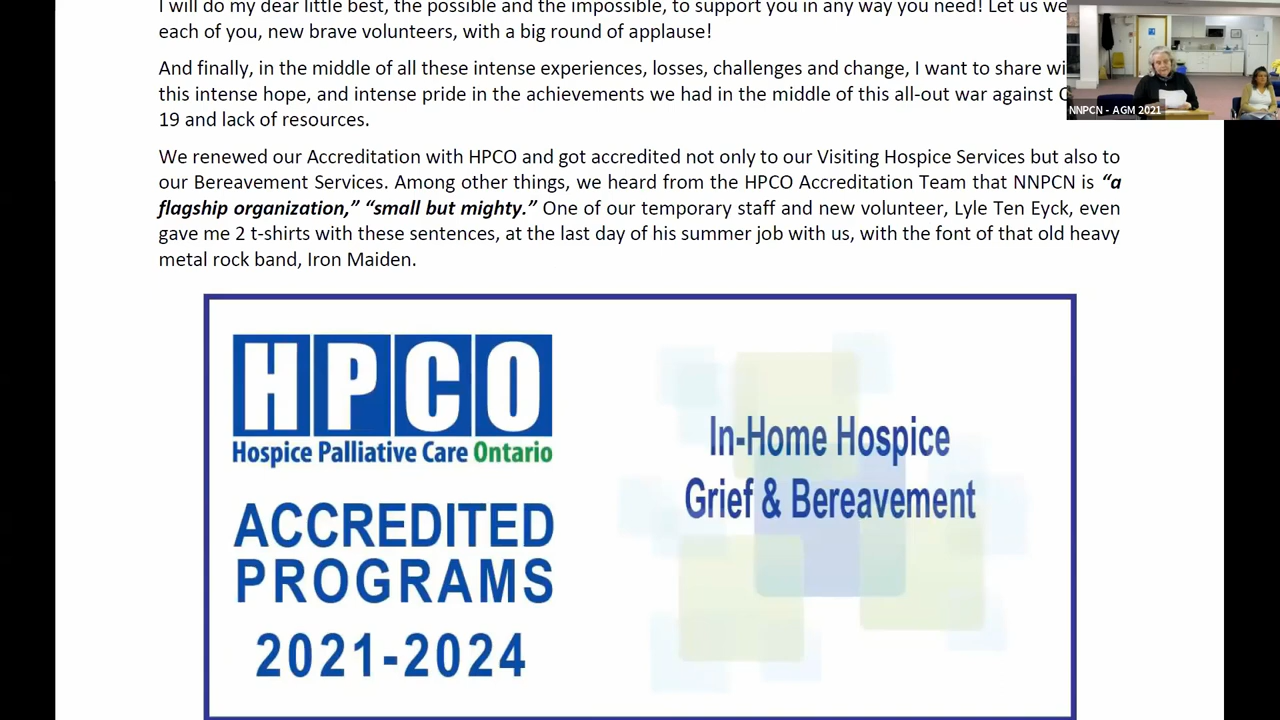 I will do my dear little best, the possible and the impossible, to support you in any way you need! Let us we
each of you, new brave volunteers, with a big round of applause!
And finally, in the middle of all these intense experiences, losses, challenges and change, I want to share wi
this intense hope, and intense pride in the achievements we had in the middle of this all-out war against
19 and lack of resources.
We renewed our Accreditation with HPCO and got accredited not only to our Visiting Hospice Services but also to
our Bereavement Services. Among other things, we heard from the HPCO Accreditation Team that NNPCN is “a
flagship organization,” “small but mighty.” One of our temporary staff and new volunteer, Lyle Ten Eyck, even
gave me 2 t-shirts with these sentences, at the last day of his summer job with us, with the font of that old heavy
metal rock band, Iron Maiden.
HPCO
Hospice Palliative Care Ontario
ACCREDITED
PROGRAMS
2021-2024
In-Home Hospice
Grief & Bereavement
NNPCN - AGM 2021